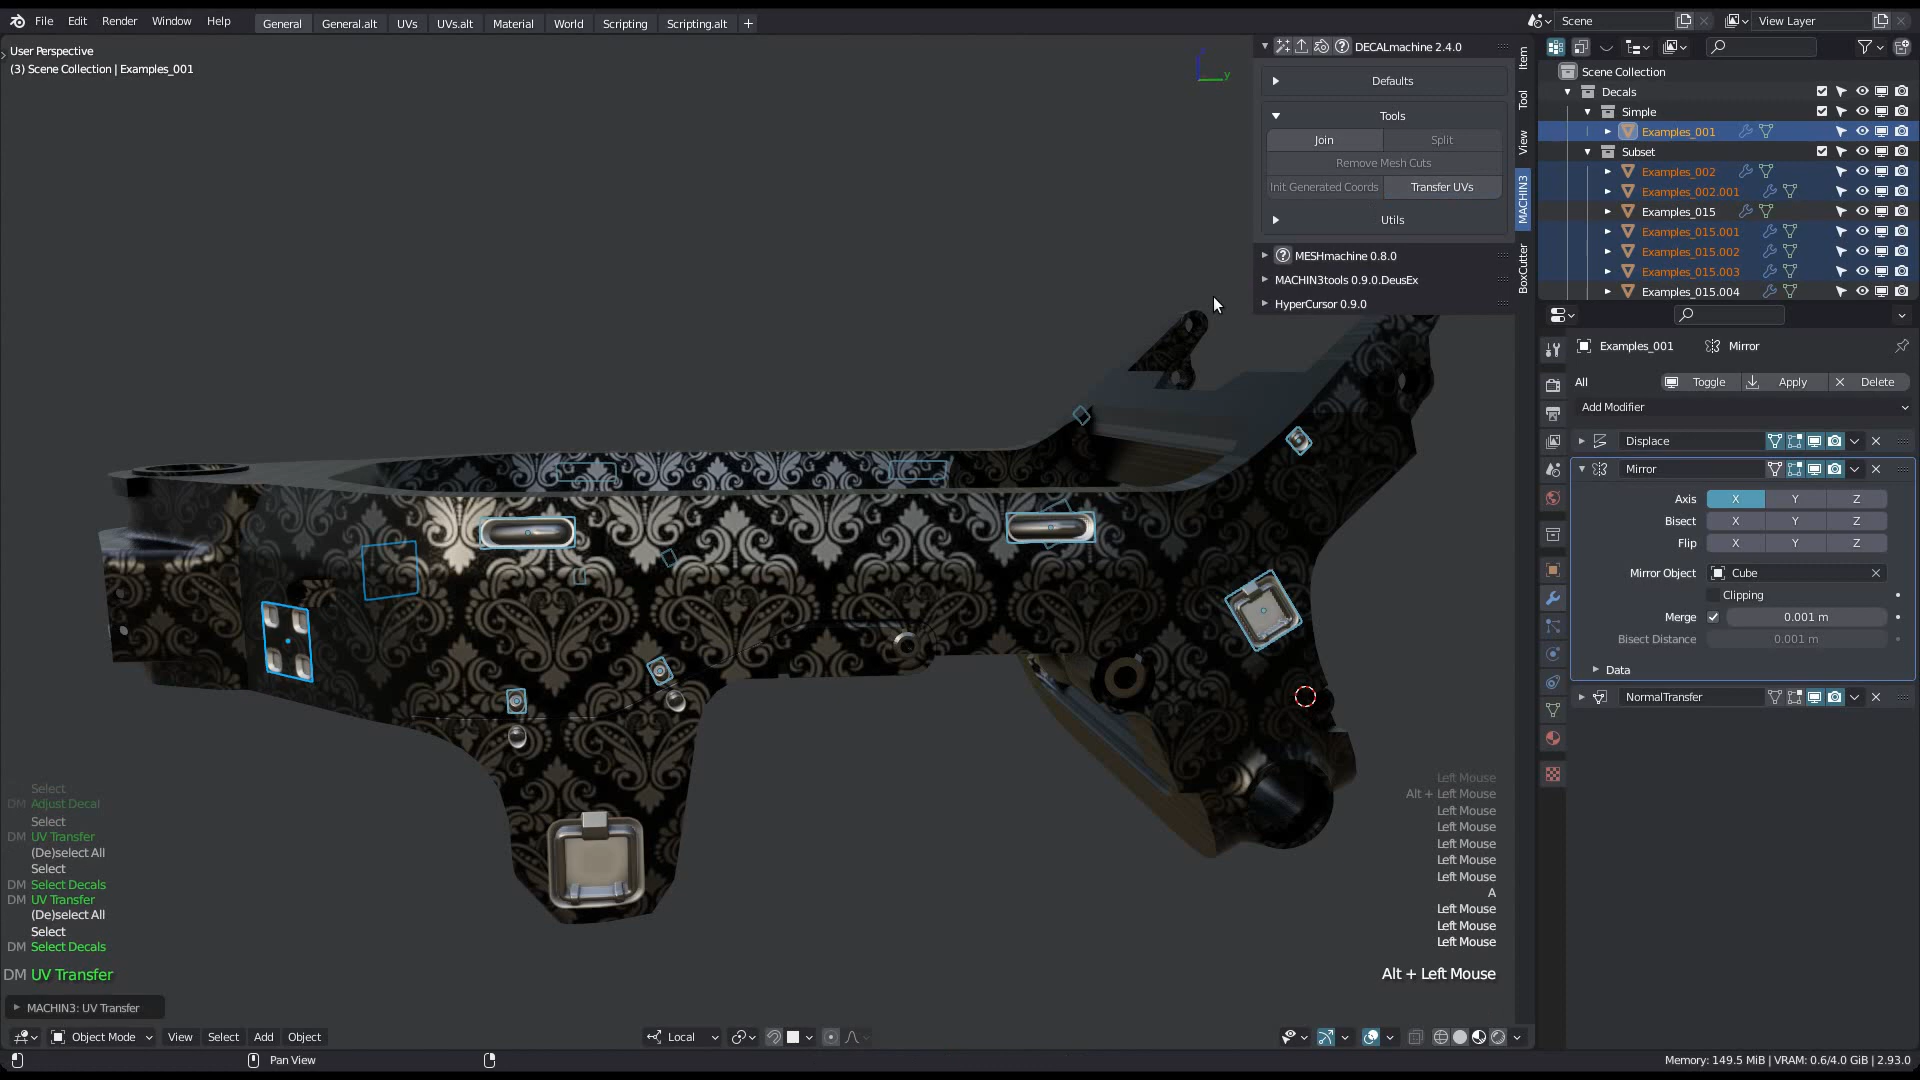 File Edit Render Window Help
General General.alt UVs UVs.alt Material World Scripting Scripting.alt +
Scene
View Layer
User Perspective
(3) Scene Collection | Examples_001
y
DECALmachine 2.4.0
Defaults
Tools
Join Split
Remove Mesh Cuts
Init Generated Coords Transfer UVs
Utils
MESHmachine 0.8.0
MACHIN3tools 0.9.0.DeusEx
HyperCursor 0.9.0
Item
Tool
View
MACHIN3
BoxCutter
Scene Collection
Decals
Simple
Examples_001
Subset
Examples_002
Examples_002.001
Examples_015
Examples_015.001
Examples_015.002
Examples_015.003
Examples_015.004
Examples_001 Mirror
All Toggle Apply Delete
Add Modifier
Displace
Mirror
Axis X Y Z
Bisect X Y Z
Flip X Y Z
Mirror Object Cube
Clipping
Merge 0.001 m
Bisect Distance 0.001 m
Data
NormalTransfer
Select
DM Adjust Decal
Select
DM UV Transfer
(De)select All
Select
DM Select Decals
DM UV Transfer
(De)select All
Select
DM Select Decals
DM UV Transfer
Left Mouse
Alt + Left Mouse
Left Mouse
Left Mouse
Left Mouse
Left Mouse
Left Mouse
A
Left Mouse
Left Mouse
Left Mouse
Alt + Left Mouse
MACHIN3: UV Transfer
Object Mode View Select Add Object
Local
Pan View
Memory: 149.5 MiB | VRAM: 0.6/4.0 GiB | 2.93.0